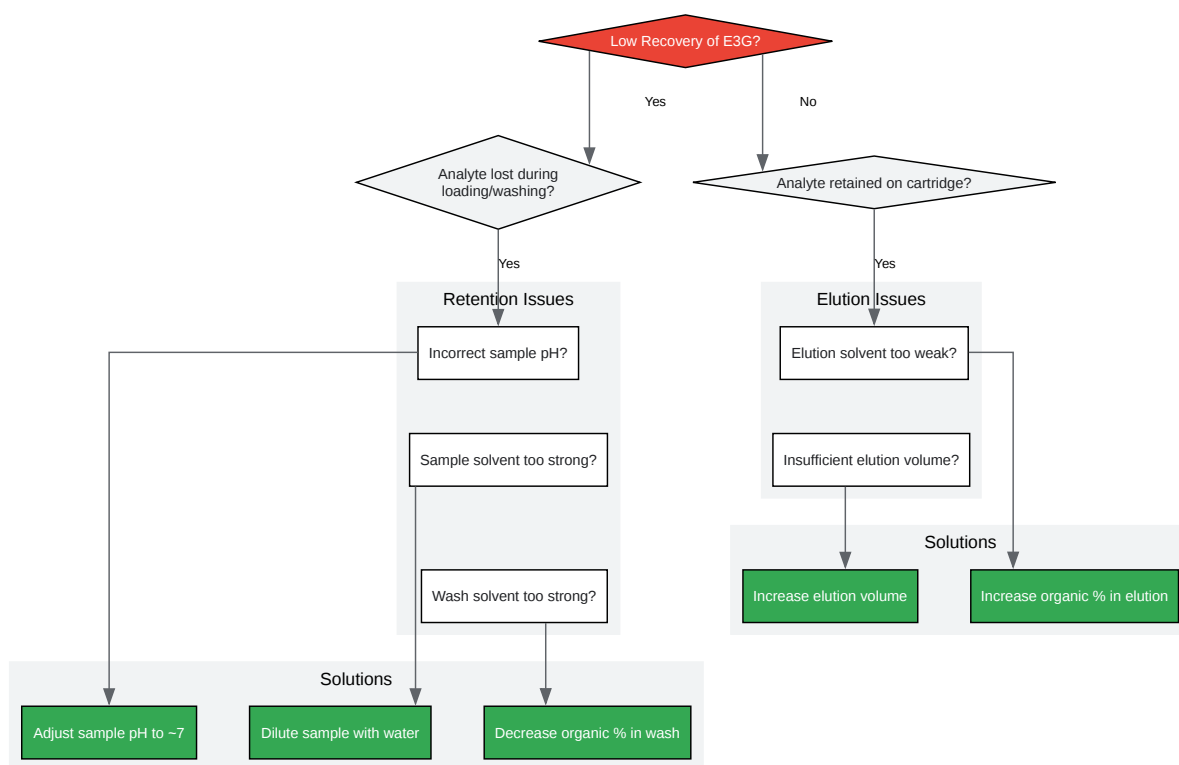 Low Recovery of E3G?
Yes
No
Analyte lost during
loading/washing?
Analyte retained on cartridge?
Yes
Yes
Retention Issues
Elution Issues
Incorrect sample pH?
Elution solvent too weak?
Sample solvent too strong?
Insufficient elution volume?
Solutions
Wash solvent too strong?
Increase elution volume
Increase organic % in elution
Solutions
Adjust sample pH to ~7
Dilute sample with water
Decrease organic % in wash